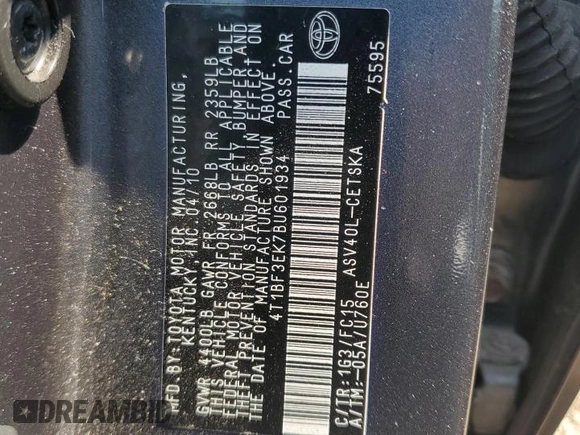 MFD. BY: TOYOTA MOTOR MANUFACTURING,
KENTUCKY, INC. 04/10
GVWR 4400LB GAWR FR 2668LB RR 2359LB
THIS VEHICLE CONFORMS TO ALL APPLICABLE
FEDERAL MOTOR VEHICLE SAFETY, BUMPER, AND
THEFT PREVENTION STANDARDS IN EFFECT ON
THE DATE OF MANUFACTURE SHOWN ABOVE.
4T1BF3EK7BU601934 PASS. CAR
C/TR: 1G3/FC15 ASV40L-CETSKA
A/TM: -05A/U760E
75595
TOYOTA
DREAMBID